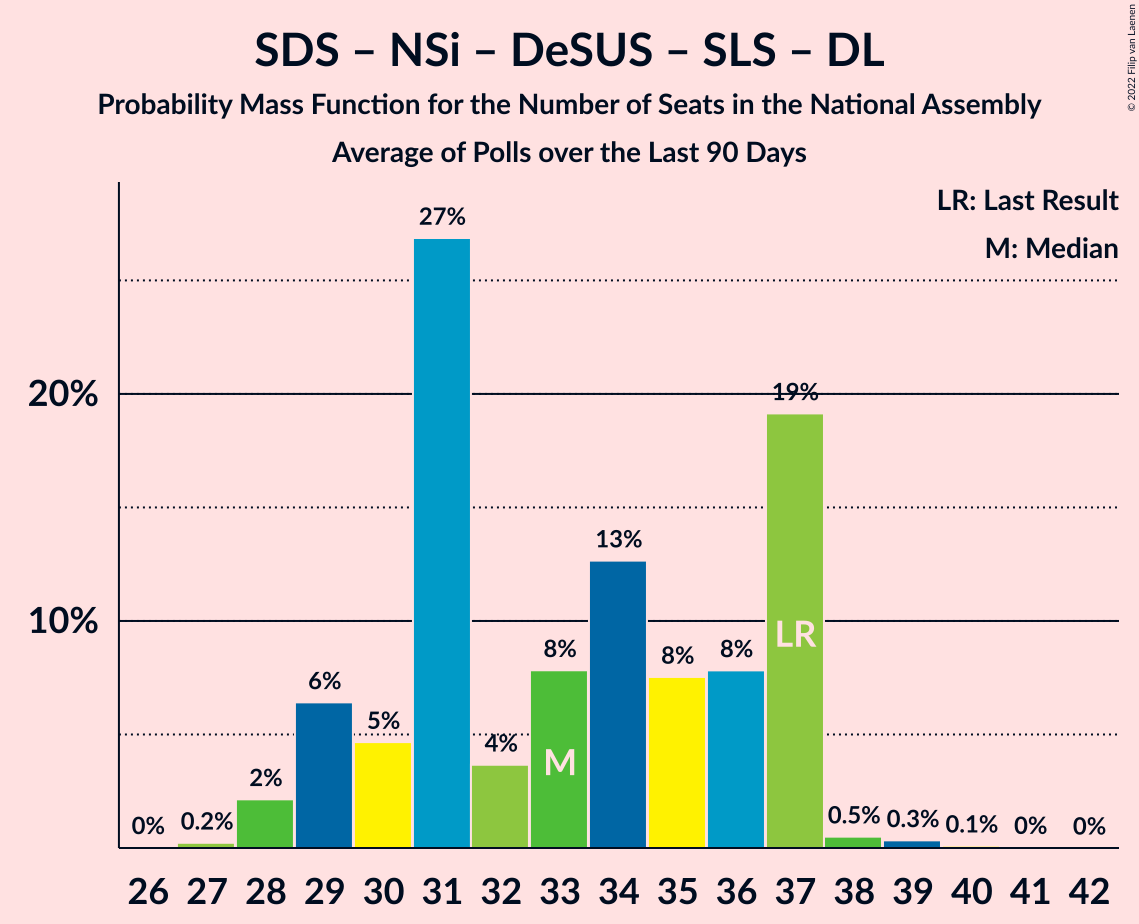 SDS – NSi – DeSUS – SLS – DL
Probability Mass Function for the Number of Seats in the National Assembly
Average of Polls over the Last 90 Days
© 2022 Filip van Laenen
LR: Last Result
M: Median
20%
10%
0% 0.2% 2% 6% 5% 27% 4% 8% 13% 8% 8% 19% 0.5% 0.3% 0.1% 0% 0%
M
LR
26 27 28 29 30 31 32 33 34 35 36 37 38 39 40 41 42